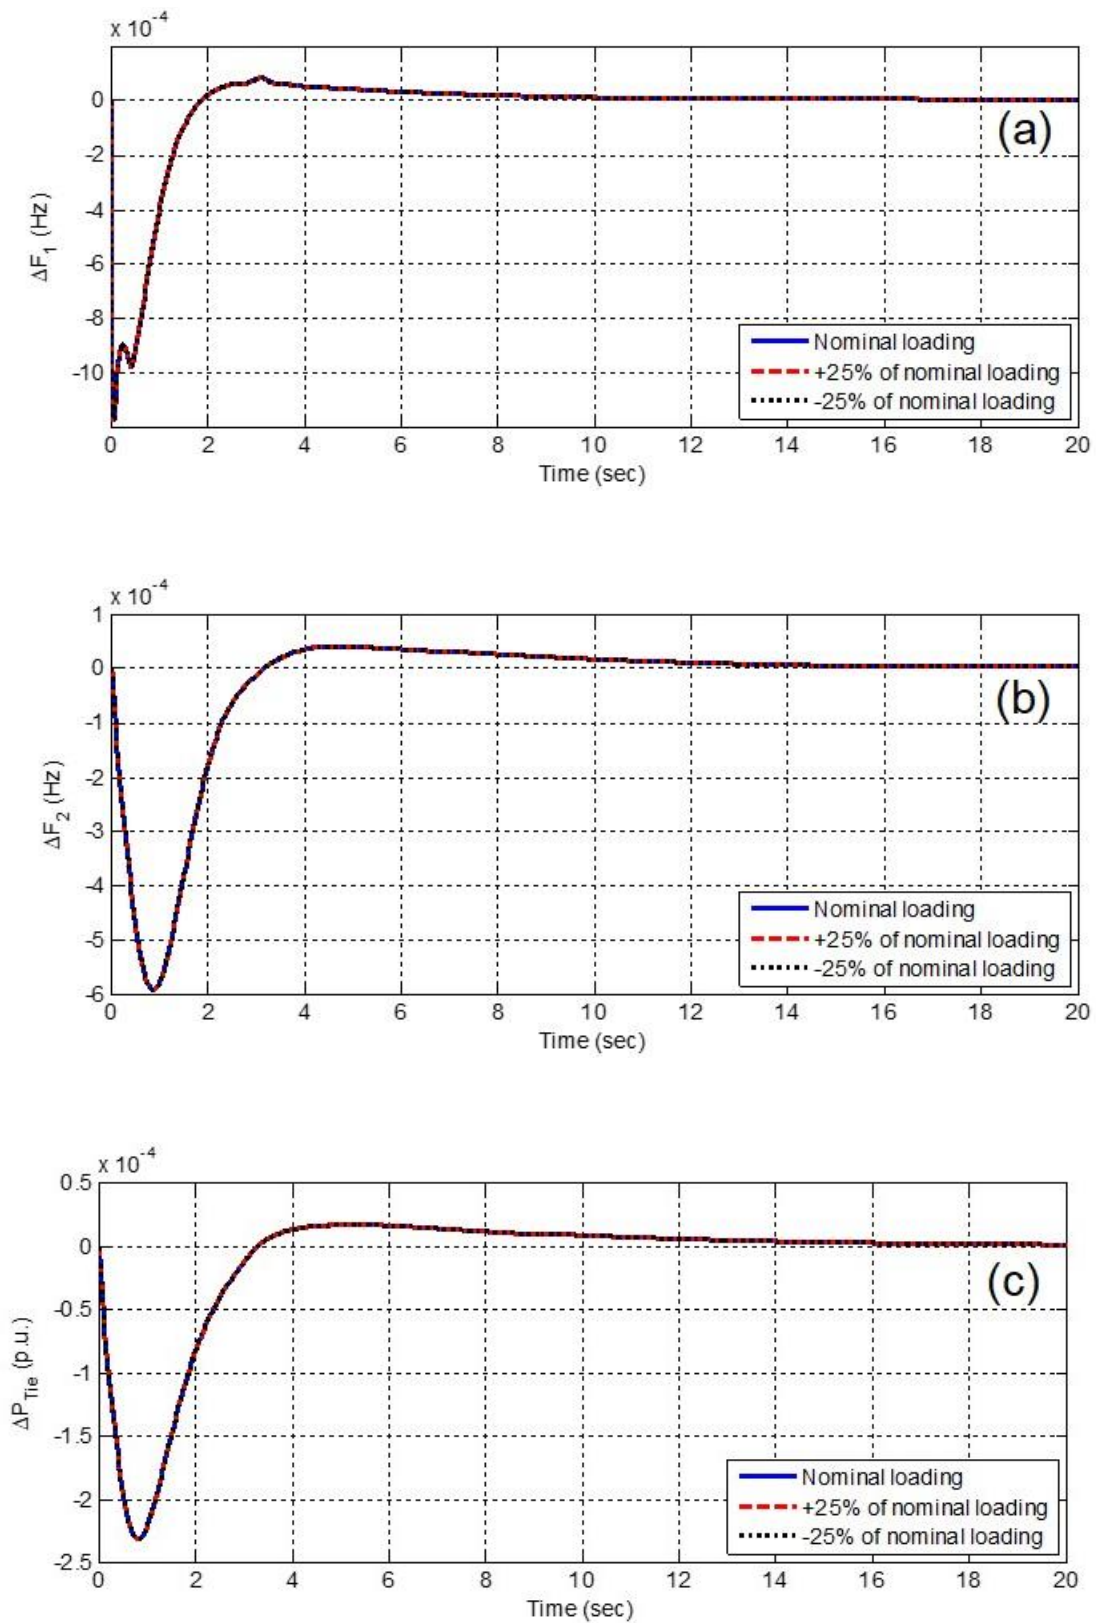 x 10⁻⁴
0
-2
-4
-6
-8
-10
ΔF₁ (Hz)
(a)
Nominal loading
+25% of nominal loading
-25% of nominal loading
0 2 4 6 8 10 12 14 16 18 20
Time (sec)
x 10⁻⁴
1
0
-1
-2
-3
-4
-5
-6
ΔF₂ (Hz)
(b)
Nominal loading
+25% of nominal loading
-25% of nominal loading
0 2 4 6 8 10 12 14 16 18 20
Time (sec)
x 10⁻⁴
0.5
0
-0.5
-1
-1.5
-2
-2.5
ΔP_Tie (p.u.)
(c)
Nominal loading
+25% of nominal loading
-25% of nominal loading
0 2 4 6 8 10 12 14 16 18 20
Time (sec)